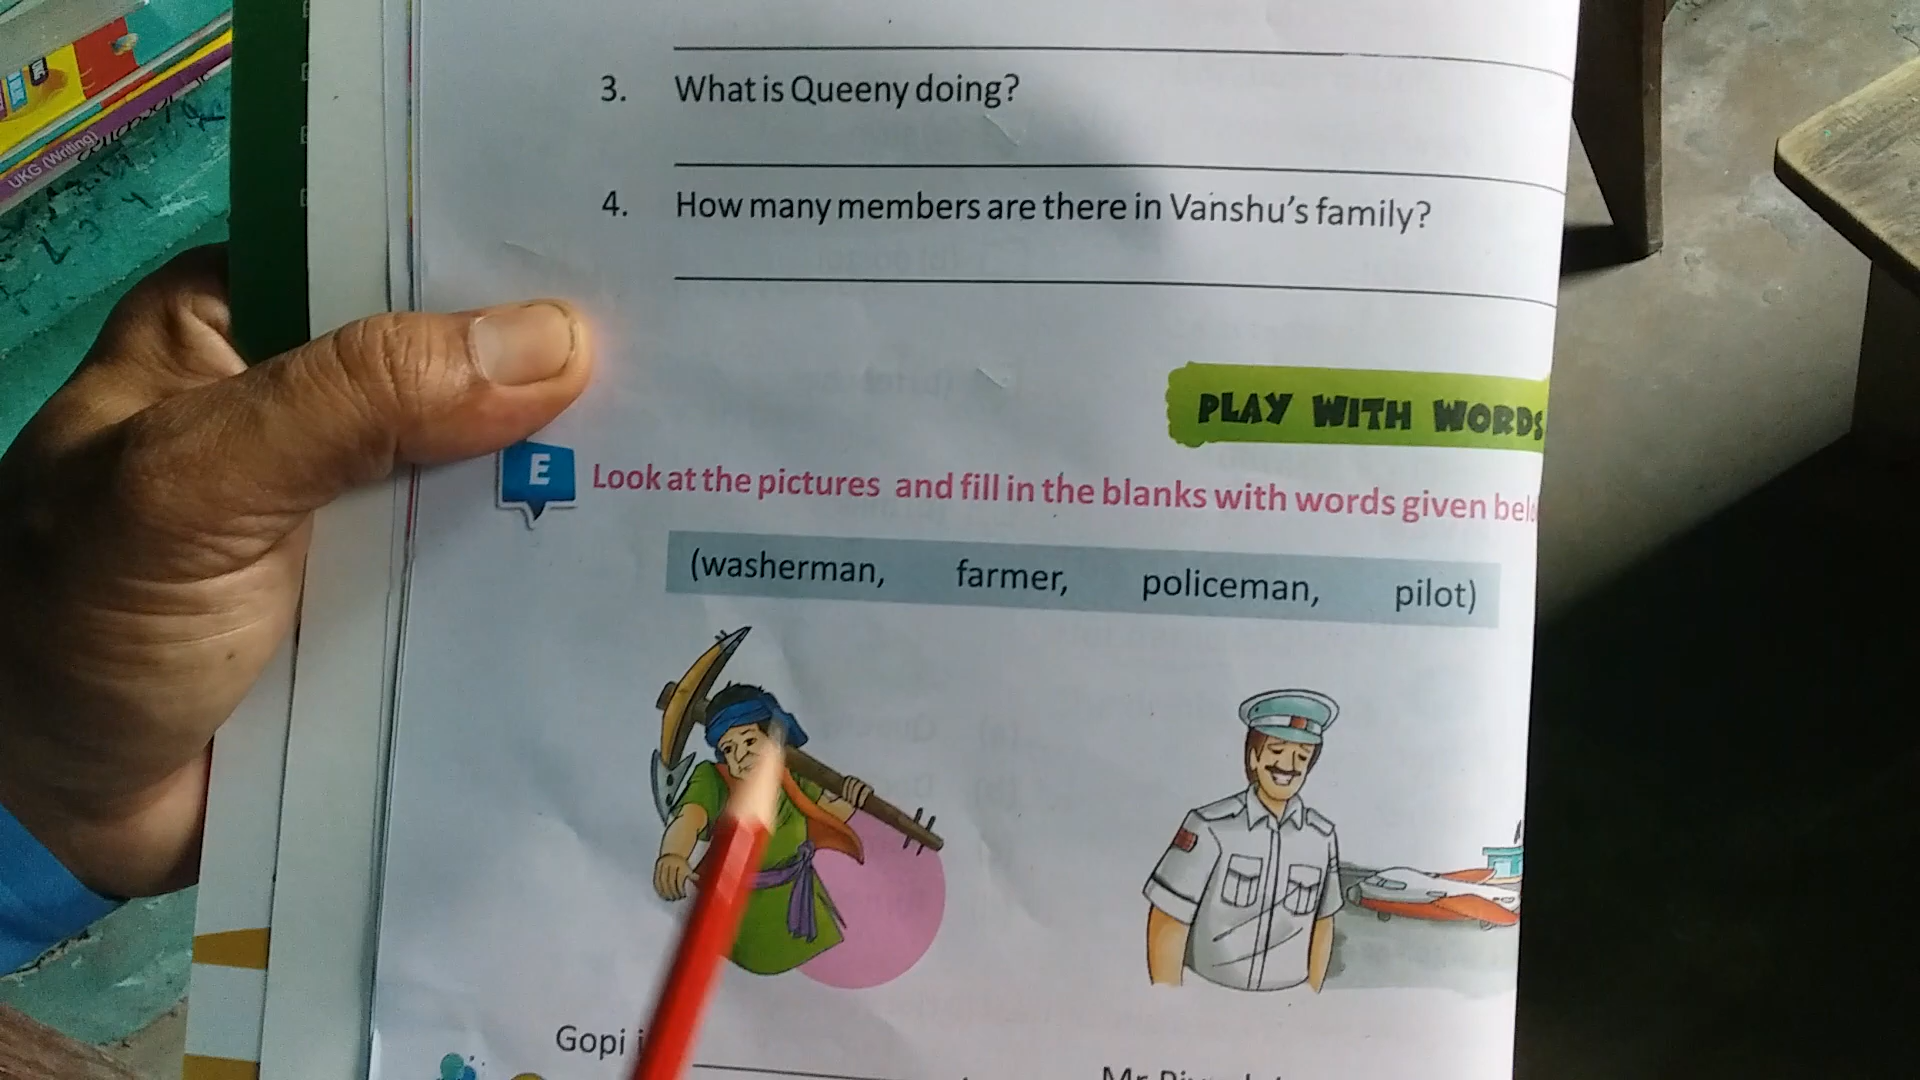 3. What is Queeny doing?
4. How many members are there in Vanshu's family?
PLAY WITH WORDS
E Look at the pictures and fill in the blanks with words given
(washerman, farmer, policeman, pilot)
Gopi
UKG (Writing)